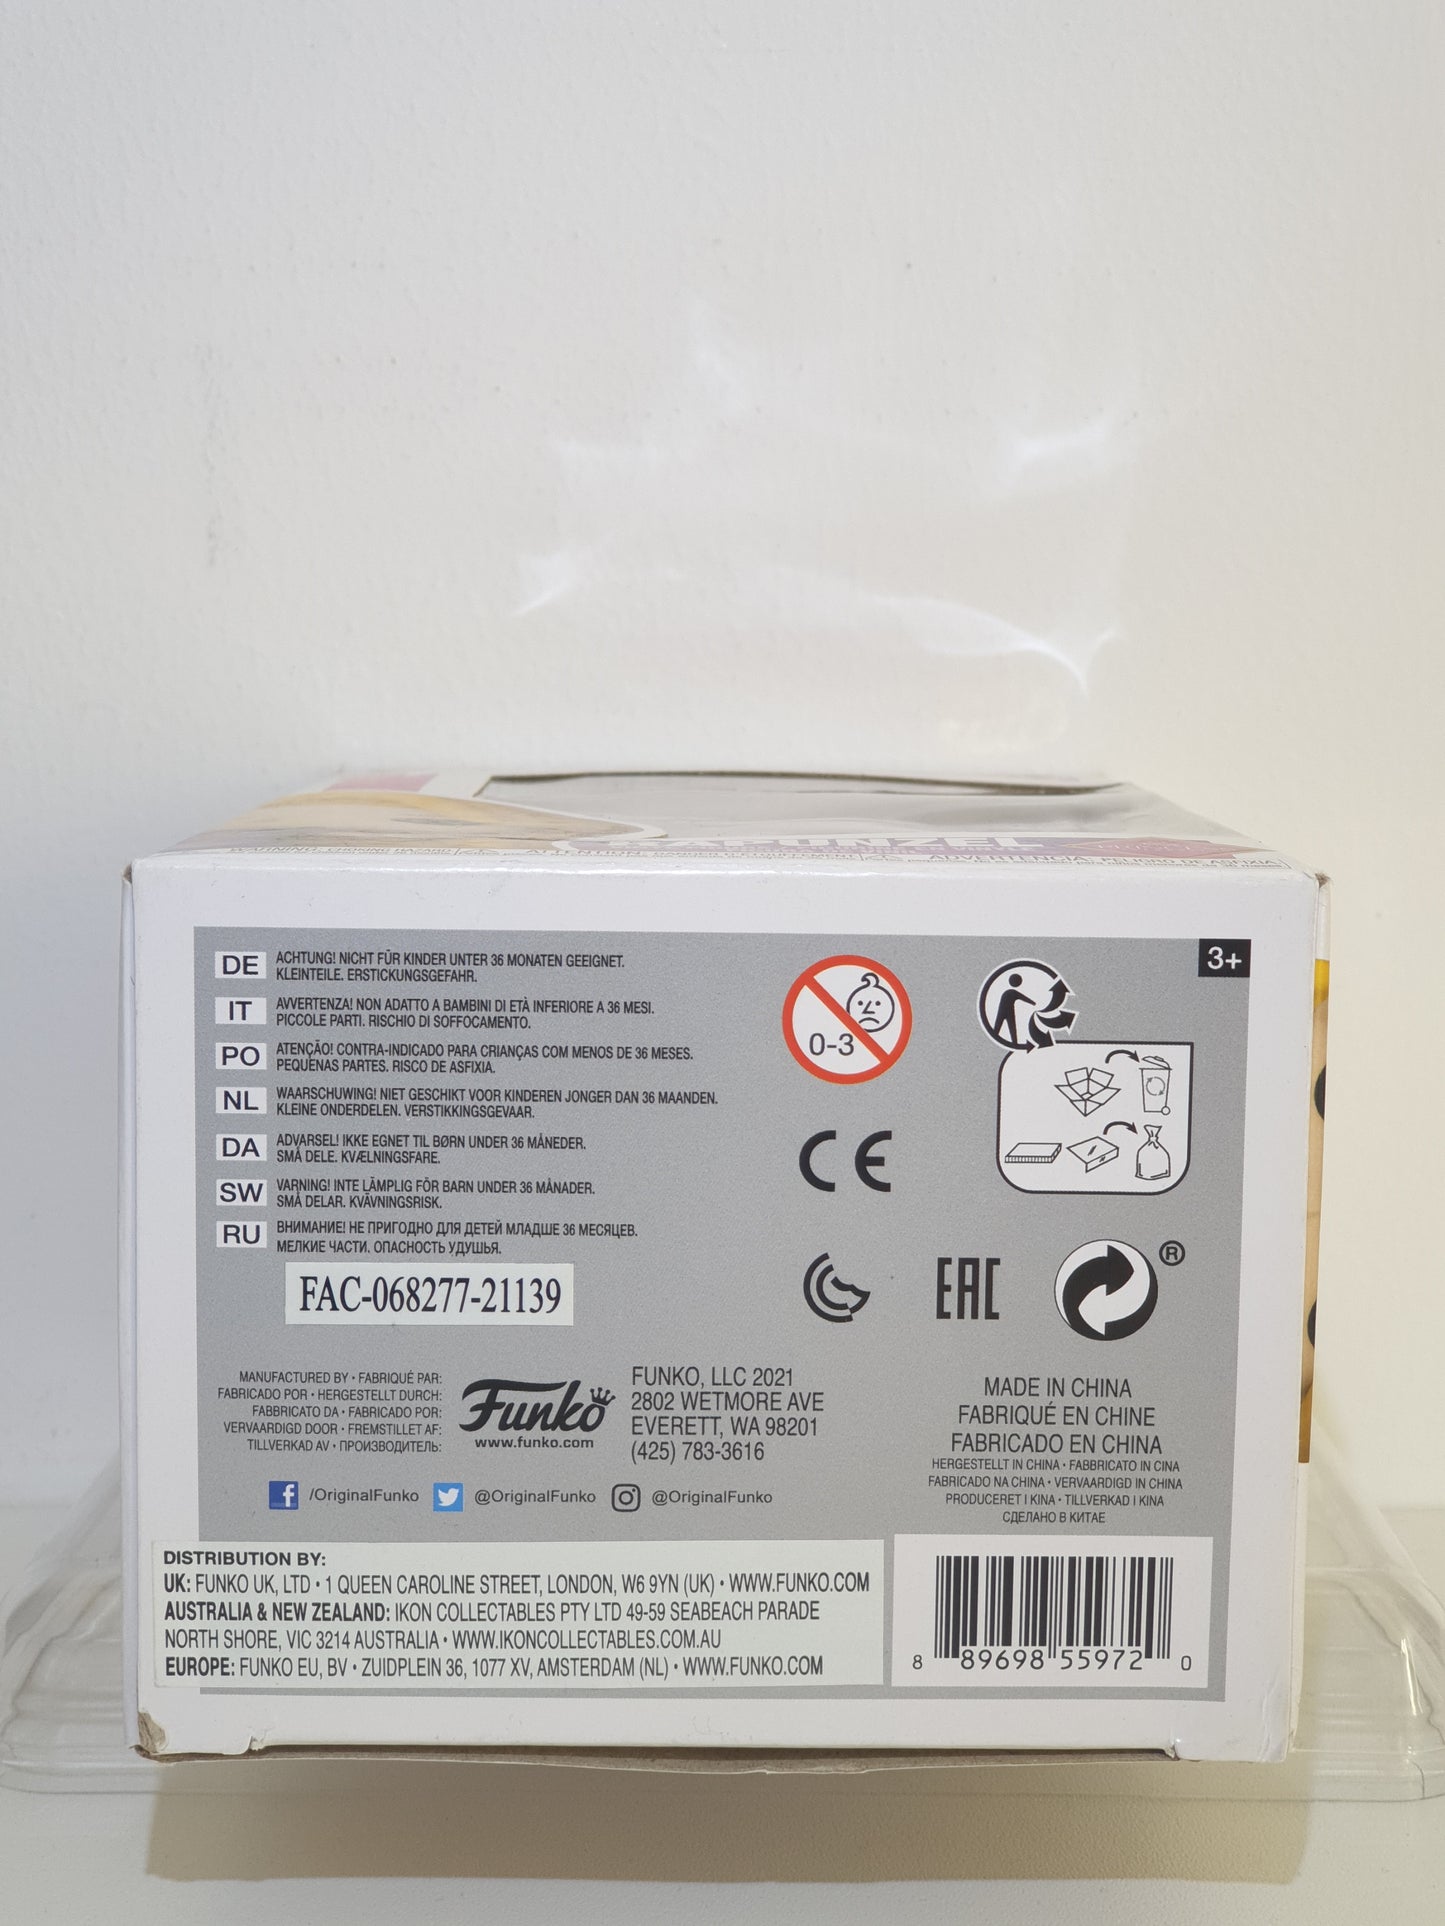 RAPUNZEL
WARNING: CHOKING HAZARD
ATTENTION: DANGER D'ÉTOUFFEMENT
ADVERTENCIA: PELIGRO DE ASFIXIA
3+
DE ACHTUNG! NICHT FÜR KINDER UNTER 36 MONATEN GEEIGNET.
KLEINTEILE. ERSTICKUNGSGEFAHR.
IT AVVERTENZA! NON ADATTO A BAMBINI DI ETÀ INFERIORE A 36 MESI.
PICCOLE PARTI. RISCHIO DI SOFFOCAMENTO.
PO ATENÇÃO! CONTRA-INDICADO PARA CRIANÇAS COM MENOS DE 36 MESES.
PEQUENAS PARTES. RISCO DE ASFIXIA.
NL WAARSCHUWING! NIET GESCHIKT VOOR KINDEREN JONGER DAN 36 MAANDEN.
KLEINE ONDERDELEN. VERSTIKKINGSGEVAAR.
DA ADVARSEL! IKKE EGNET TIL BØRN UNDER 36 MÅNEDER.
SMÅ DELE. KVÆLNINGSFARE.
SW VARNING! INTE LÄMPLIG FÖR BARN UNDER 36 MÅNADER.
SMÅ DELAR. KVÄVNINGSRISK.
RU ВНИМАНИЕ! НЕ ПРИГОДНО ДЛЯ ДЕТЕЙ МЛАДШЕ 36 МЕСЯЦЕВ.
МЕЛКИЕ ЧАСТИ. ОПАСНОСТЬ УДУШЬЯ.
0-3
CE
EAC
®
FAC-068277-21139
MANUFACTURED BY • FABRIQUÉ PAR:
FABRICADO POR • HERGESTELLT DURCH:
FABBRICATO DA • FABRICADO POR:
VERVAARDIGD DOOR • FREMSTILLET AF:
TILLVERKAD AV • ПРОИЗВОДИТЕЛЬ:
Funko
www.funko.com
FUNKO, LLC 2021
2802 WETMORE AVE
EVERETT, WA 98201
(425) 783-3616
MADE IN CHINA
FABRIQUÉ EN CHINE
FABRICADO EN CHINA
HERGESTELLT IN CHINA • FABBRICATO IN CINA
FABRICADO NA CHINA • VERVAARDIGD IN CHINA
PRODUCERET I KINA • TILLVERKAD I KINA
СДЕЛАНО В КИТАЕ
/OriginalFunko @OriginalFunko @OriginalFunko
DISTRIBUTION BY:
UK: FUNKO UK, LTD • 1 QUEEN CAROLINE STREET, LONDON, W6 9YN (UK) • WWW.FUNKO.COM
AUSTRALIA & NEW ZEALAND: IKON COLLECTABLES PTY LTD 49-59 SEABEACH PARADE
NORTH SHORE, VIC 3214 AUSTRALIA • WWW.IKONCOLLECTABLES.COM.AU
EUROPE: FUNKO EU, BV • ZUIDPLEIN 36, 1077 XV, AMSTERDAM (NL) • WWW.FUNKO.COM
8 89698 55972 0